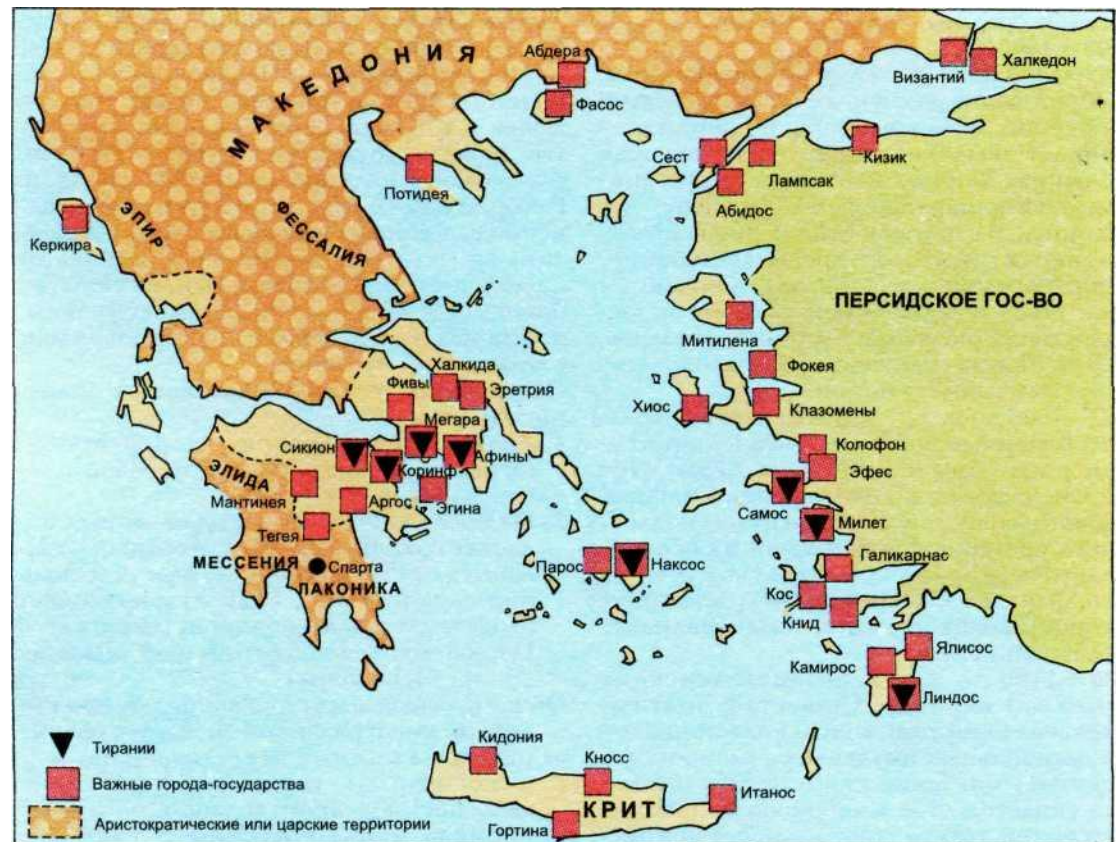 МАКЕДОНИЯ
Абдера
Фасос
Византий
Халкедон
Сест
Лампсак
Кизик
Абидос
Потидея
Керкира
ЭПИР
ФЕССАЛИЯ
ПЕРСИДСКОЕ ГОС-ВО
Митилена
Фокея
Хиос
Клазомены
Халкида
Фивы
Эретрия
Мегара
Сикион
Коринф
Афины
Колофон
Эфес
ЭЛИДА
Мантинея
Аргос
Эгина
Самос
Милет
Тегея
МЕССЕНИЯ
Спарта
ЛАКОНИКА
Парос
Наксос
Галикарнас
Кос
Книд
Ялисос
Камирос
Линдос
Кидония
Кносс
Итанос
КРИТ
Гортина
Тирании
Важные города-государства
Аристократические или царские территории